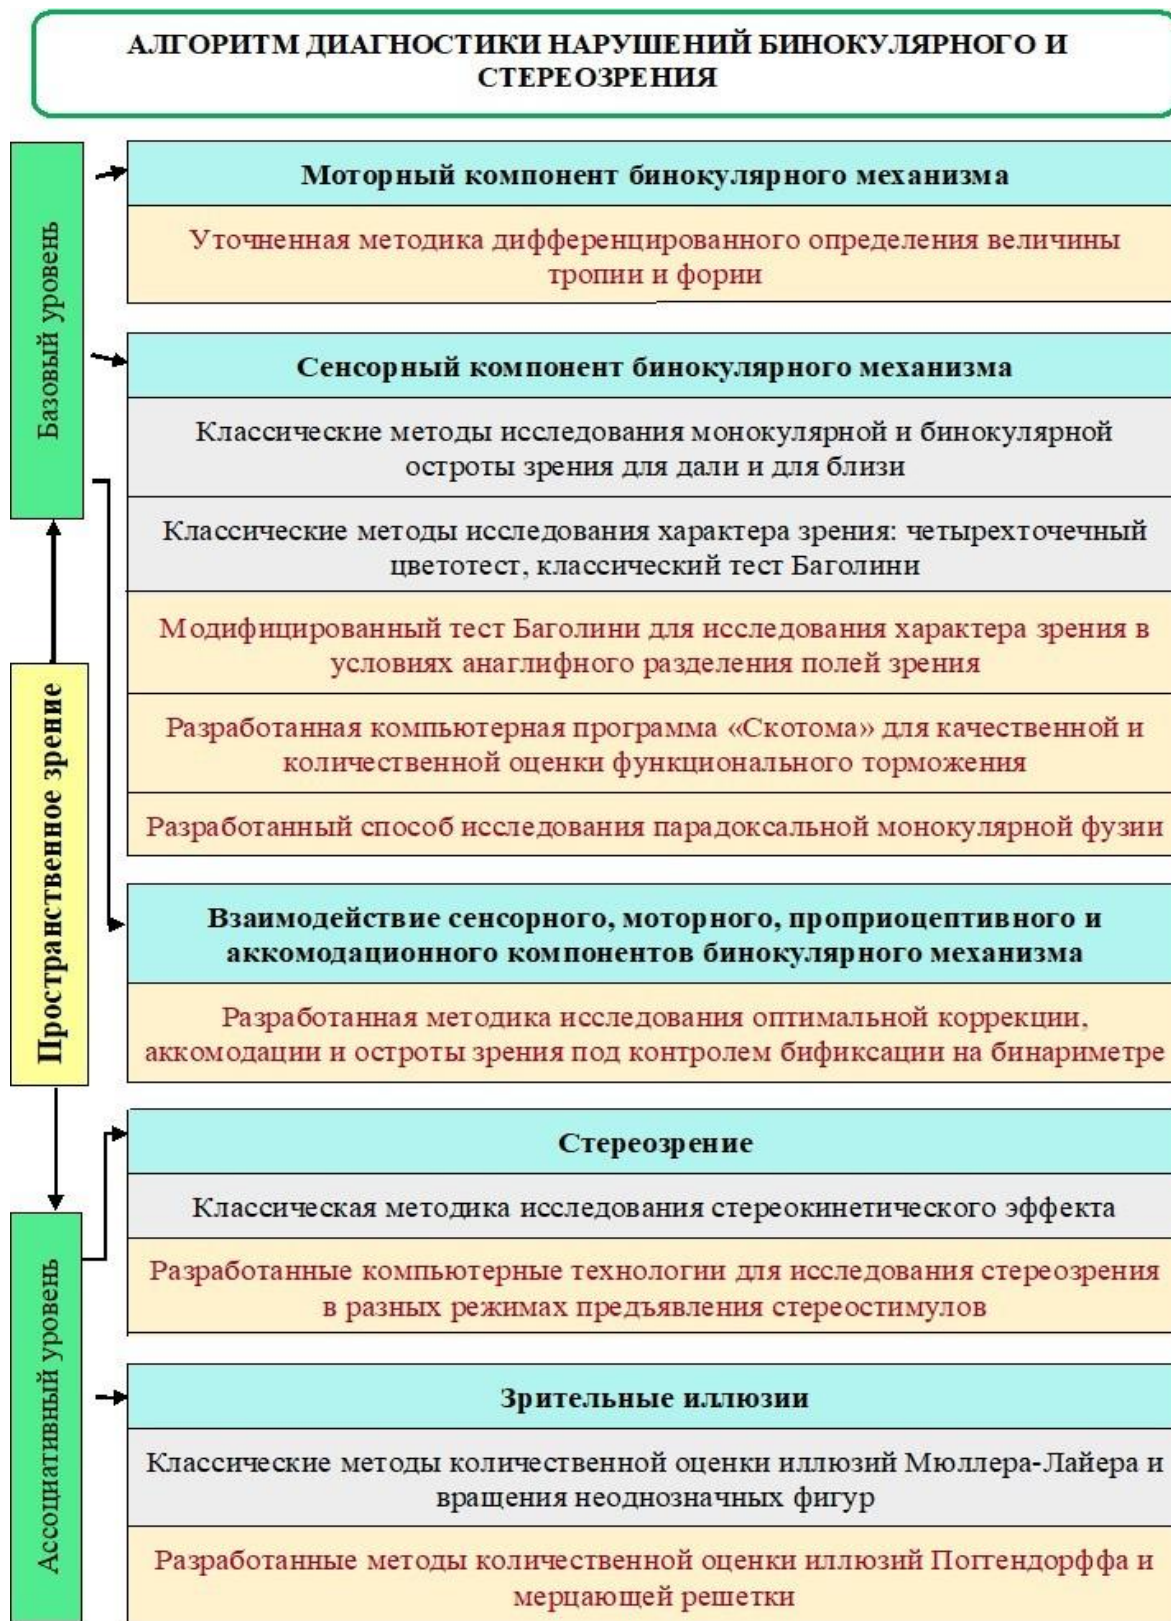 АЛГОРИТМ ДИАГНОСТИКИ НАРУШЕНИЙ БИНОКУЛЯРНОГО И
СТЕРЕОЗРЕНИЯ
Базовый уровень
Моторный компонент бинокулярного механизма
Уточненная методика дифференцированного определения величины
тропии и фории
Сенсорный компонент бинокулярного механизма
Классические методы исследования монокулярной и бинокулярной
остроты зрения для дали и для близи
Классические методы исследования характера зрения: четырехточечный
цветотест, классический тест Баголини
Модифицированный тест Баголини для исследования характера зрения в
условиях анаглифного разделения полей зрения
Разработанная компьютерная программа «Скотома» для качественной и
количественной оценки функционального торможения
Разработанный способ исследования парадоксальной монокулярной фузии
Пространственное зрение
Взаимодействие сенсорного, моторного, проприоцептивного и
аккомодационного компонентов бинокулярного механизма
Разработанная методика исследования оптимальной коррекции,
аккомодации и остроты зрения под контролем бификсации на бинариметре
Ассоциативный уровень
Стереозрение
Классическая методика исследования стереокинетического эффекта
Разработанные компьютерные технологии для исследования стереозрения
в разных режимах предъявления стереостимулов
Зрительные иллюзии
Классические методы количественной оценки иллюзий Мюллера-Лайера и
вращения неоднозначных фигур
Разработанные методы количественной оценки иллюзий Поггендорффа и
мерцающей решетки